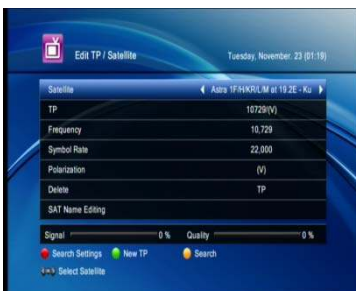 Edit TP / Satellite Tuesday, November. 23 (01:19)
Satellite Astra 1F/H/KR/L/M at 19.2E - Ku
TP 10729/(V)
Frequency 10,729
Symbol Rate 22,000
Polarization (V)
Delete TP
SAT Name Editing
Signal 0 % Quality 0 %
Search Settings New TP Search
Select Satellite